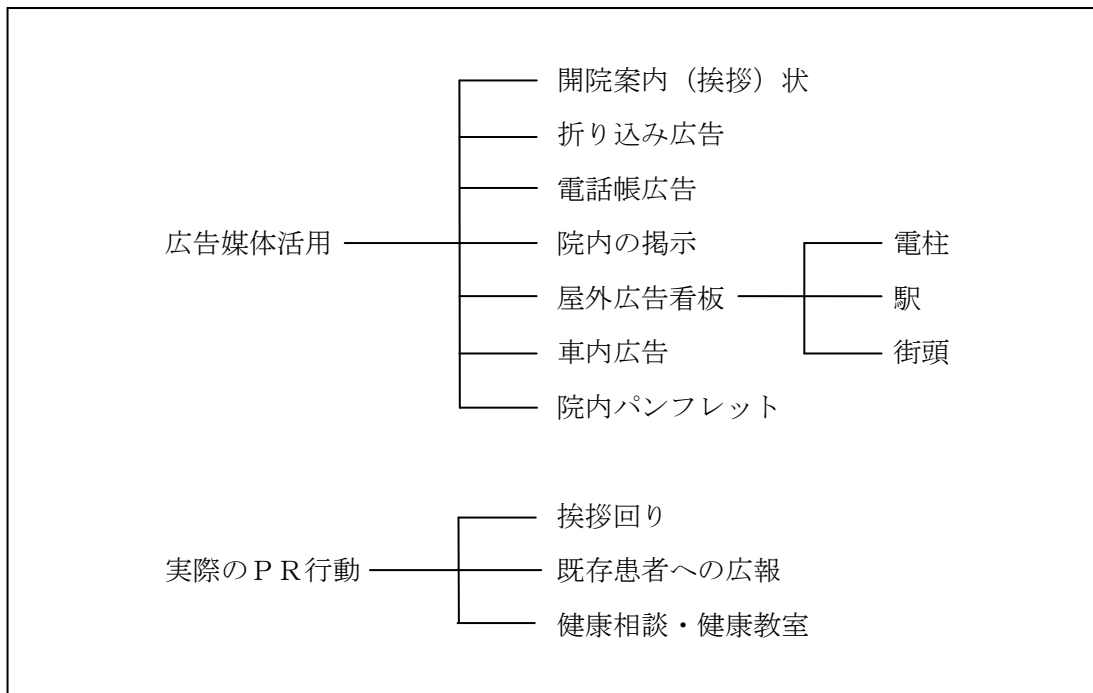 開院案内（挨拶）状
折り込み広告
電話帳広告
広告媒体活用
院内の掲示
電柱
屋外広告看板
駅
車内広告
街頭
院内パンフレット
挨拶回り
実際のＰＲ行動
既存患者への広報
健康相談・健康教室